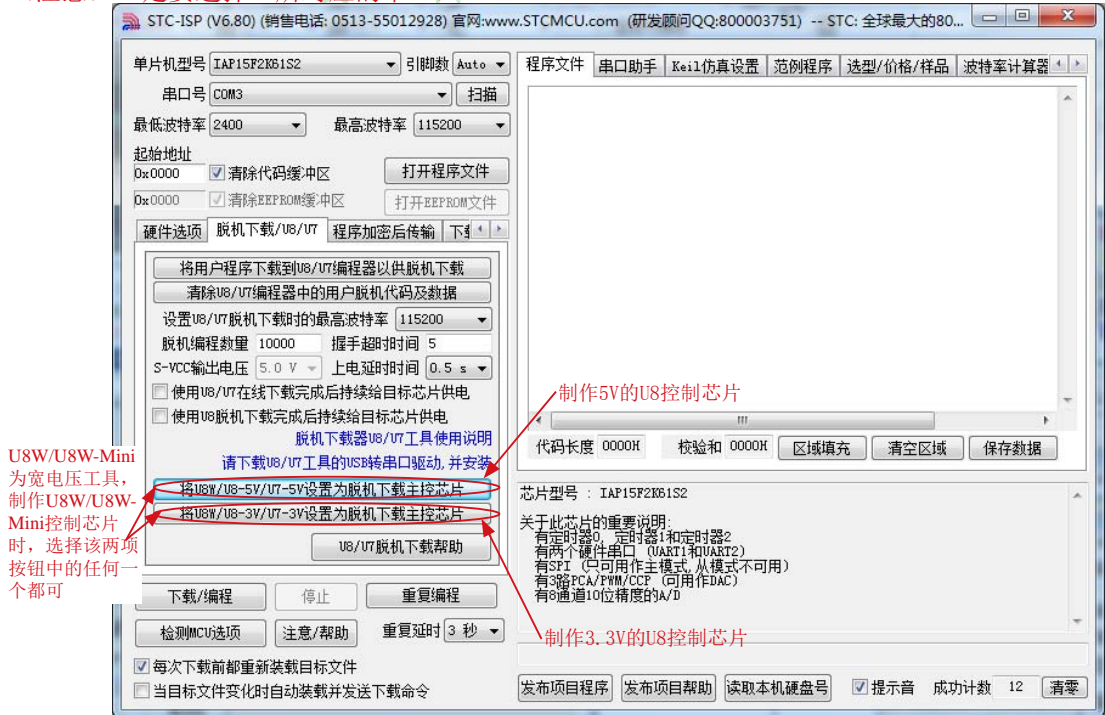 STC-ISP (V6.80) (销售电话: 0513-55012928) 官网:www.STCMCU.com (研发顾问QQ:800003751) -- STC: 全球最大的80...
单片机型号 IAP15F2K61S2 引脚数 Auto
串口号 COM3 扫描
最低波特率 2400 最高波特率 115200
起始地址
0x0000 清除代码缓冲区 打开程序文件
0x0000 清除EEPROM缓冲区 打开EEPROM文件
硬件选项 脱机下载/U8/U7 程序加密后传输
将用户程序下载到U8/U7编程器以供脱机下载
清除U8/U7编程器中的用户脱机代码及数据
设置U8/U7脱机下载时的最高波特率 115200
脱机编程数量 10000 握手超时时间 5
S-VCC输出电压 5.0 V 上电延时时间 0.5 s
使用U8/U7在线下载完成后持续给目标芯片供电
使用U8脱机下载完成后持续给目标芯片供电
脱机下载器U8/U7工具使用说明
请下载U8/U7工具的USB转串口驱动,并安装
将U8W/U8-5V/U7-5V设置为脱机下载主控芯片
将U8W/U8-3V/U7-3V设置为脱机下载主控芯片
U8/U7脱机下载帮助
下载/编程 停止 重复编程
检测MCU选项 注意/帮助 重复延时 3 秒
每次下载前都重新装载目标文件
当目标文件变化时自动装载并发送下载命令
U8W/U8W-Mini
为宽电压工具,
制作U8W/U8W-
Mini控制芯片
时，选择该两项
按钮中的任何一
个都可
程序文件 串口助手 Keil仿真设置 范例程序 选型/价格/样品 波特率计算器
制作5V的U8控制芯片
代码长度 0000H 校验和 0000H 区域填充 清空区域 保存数据
芯片型号 : IAP15F2K61S2
关于此芯片的重要说明:
有定时器0, 定时器1和定时器2
有两个硬件串口 (UART1和UART2)
有SPI (只可用作主模式,从模式不可用)
有3路PCA/PWM/CCP (可用作DAC)
有8通道10位精度的A/D
制作3.3V的U8控制芯片
发布项目程序 发布项目帮助 读取本机硬盘号 提示音 成功计数 12 清零